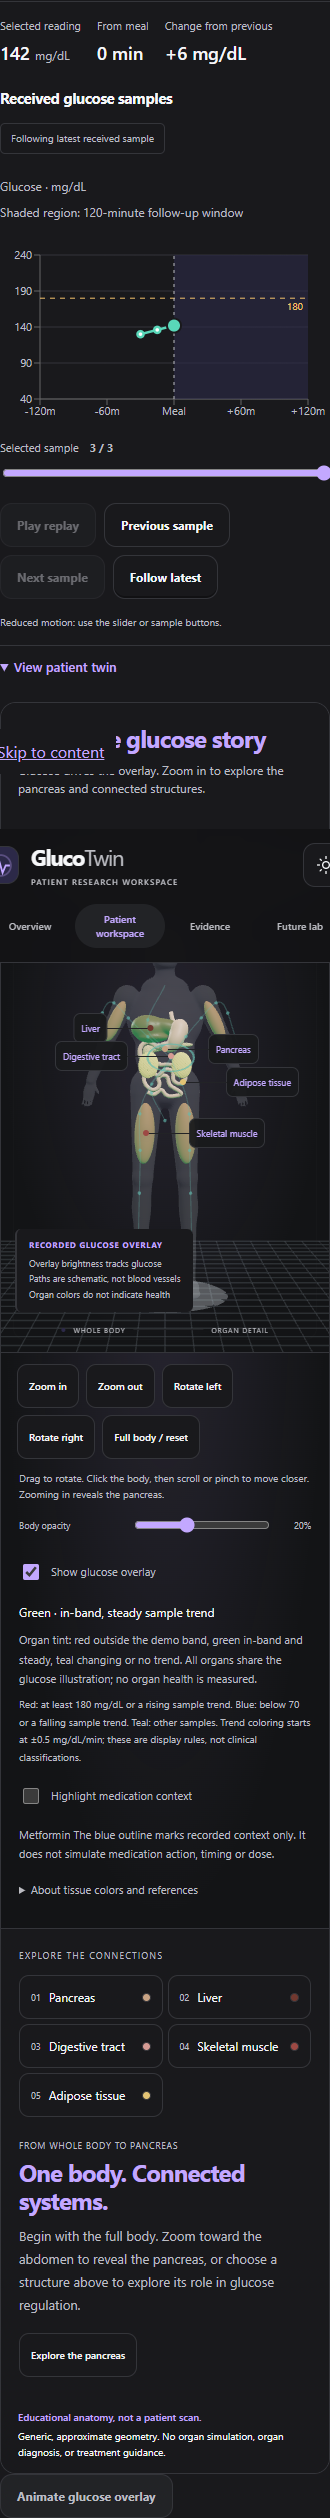 Selected reading
From meal
Change from previous
142 mg/dL
0 min
+6 mg/dL
Received glucose samples
Following latest received sample
Glucose · mg/dL
Shaded region: 120-minute follow-up window
240
190
180
140
90
40
-120m
-60m
Meal
+60m
+120m
Selected sample 3 / 3
Play replay
Previous sample
Next sample
Follow latest
Reduced motion: use the slider or sample buttons.
▼ View patient twin
glucose story
Skip to content
overlay. Zoom in to explore the
pancreas and connected structures.
GlucoTwin
PATIENT RESEARCH WORKSPACE
Overview
Patient
workspace
Evidence
Future lab
Liver
Pancreas
Digestive tract
Adipose tissue
Skeletal muscle
RECORDED GLUCOSE OVERLAY
Overlay brightness tracks glucose
Paths are schematic, not blood vessels
Organ colors do not indicate health
WHOLE BODY
ORGAN DETAIL
Zoom in
Zoom out
Rotate left
Rotate right
Full body / reset
Drag to rotate. Click the body, then scroll or pinch to move closer.
Zooming in reveals the pancreas.
Body opacity
20%
Show glucose overlay
Green · in-band, steady sample trend
Organ tint: red outside the demo band, green in-band and
steady, teal changing or no trend. All organs share the
glucose illustration; no organ health is measured.
Red: at least 180 mg/dL or a rising sample trend. Blue: below 70
or a falling sample trend. Teal: other samples. Trend coloring starts
at ±0.5 mg/dL/min; these are display rules, not clinical
classifications.
Highlight medication context
Metformin The blue outline marks recorded context only. It
does not simulate medication action, timing or dose.
▶ About tissue colors and references
EXPLORE THE CONNECTIONS
01 Pancreas
02 Liver
03 Digestive tract
04 Skeletal muscle
05 Adipose tissue
FROM WHOLE BODY TO PANCREAS
One body. Connected
systems.
Begin with the full body. Zoom toward the
abdomen to reveal the pancreas, or choose a
structure above to explore its role in glucose
regulation.
Explore the pancreas
Educational anatomy, not a patient scan.
Generic, approximate geometry. No organ simulation, organ
diagnosis, or treatment guidance.
Animate glucose overlay